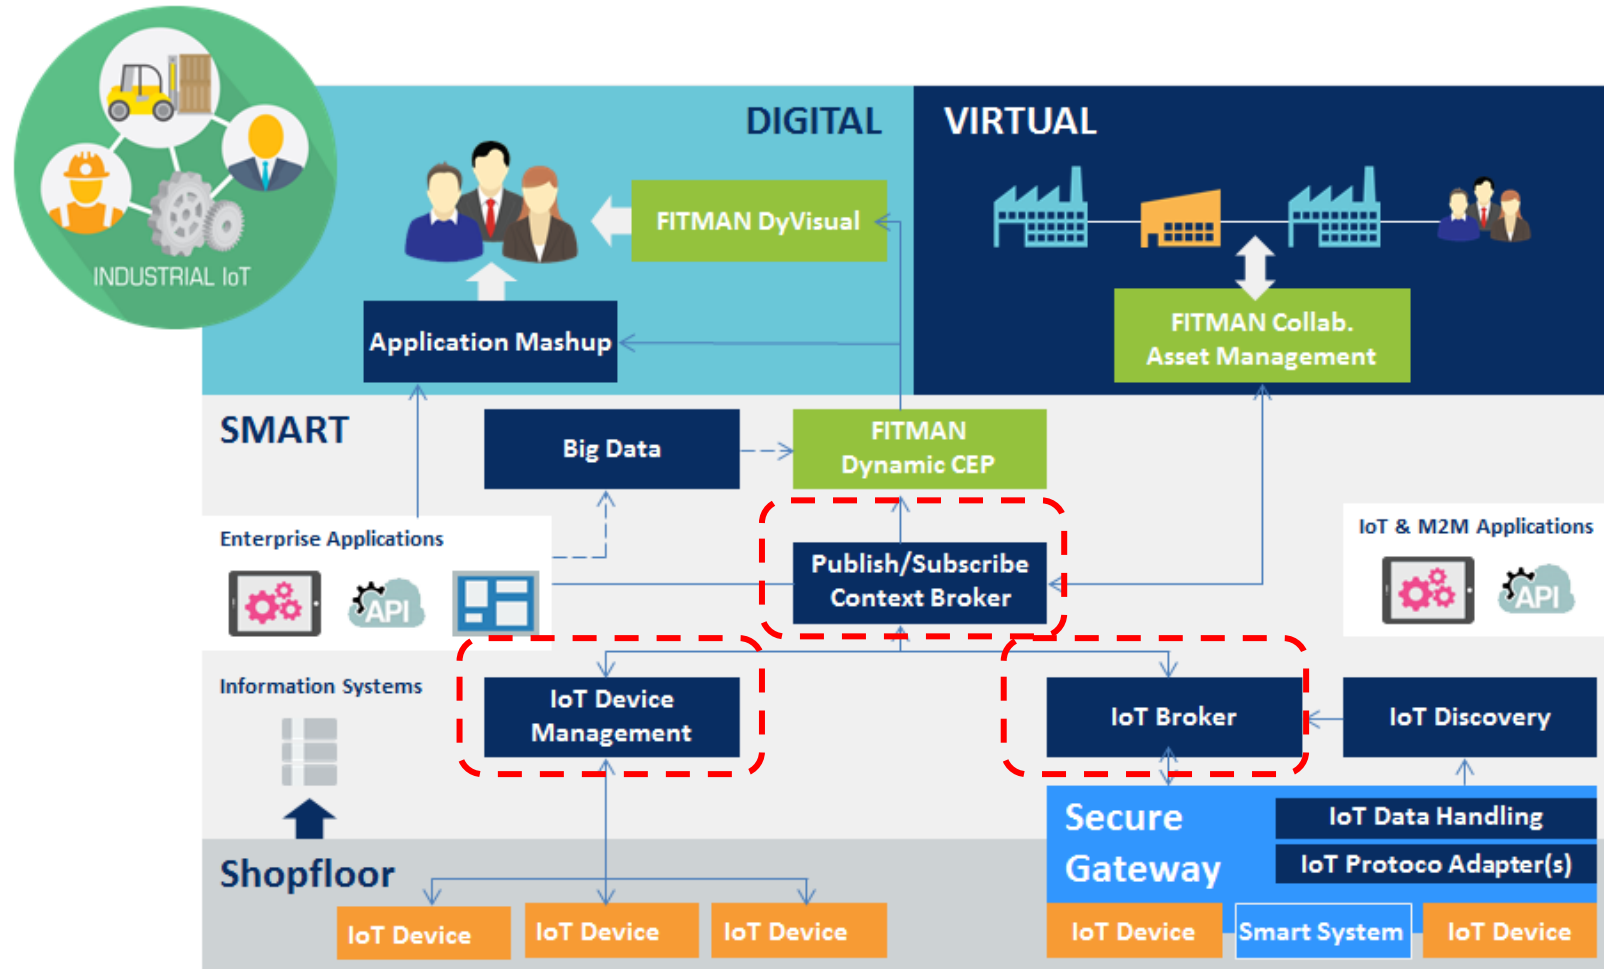 INDUSTRIAL IoT
DIGITAL
VIRTUAL
FITMAN DyVisual
Application Mashup
FITMAN Collab.
Asset Management
SMART
Big Data
FITMAN
Dynamic CEP
Enterprise Applications
API
Publish/Subscribe
Context Broker
IoT & M2M Applications
API
Information Systems
IoT Device
Management
IoT Broker
IoT Discovery
Secure
Gateway
IoT Data Handling
IoT Protoco Adapter(s)
Shopfloor
IoT Device
IoT Device
IoT Device
IoT Device
Smart System
IoT Device